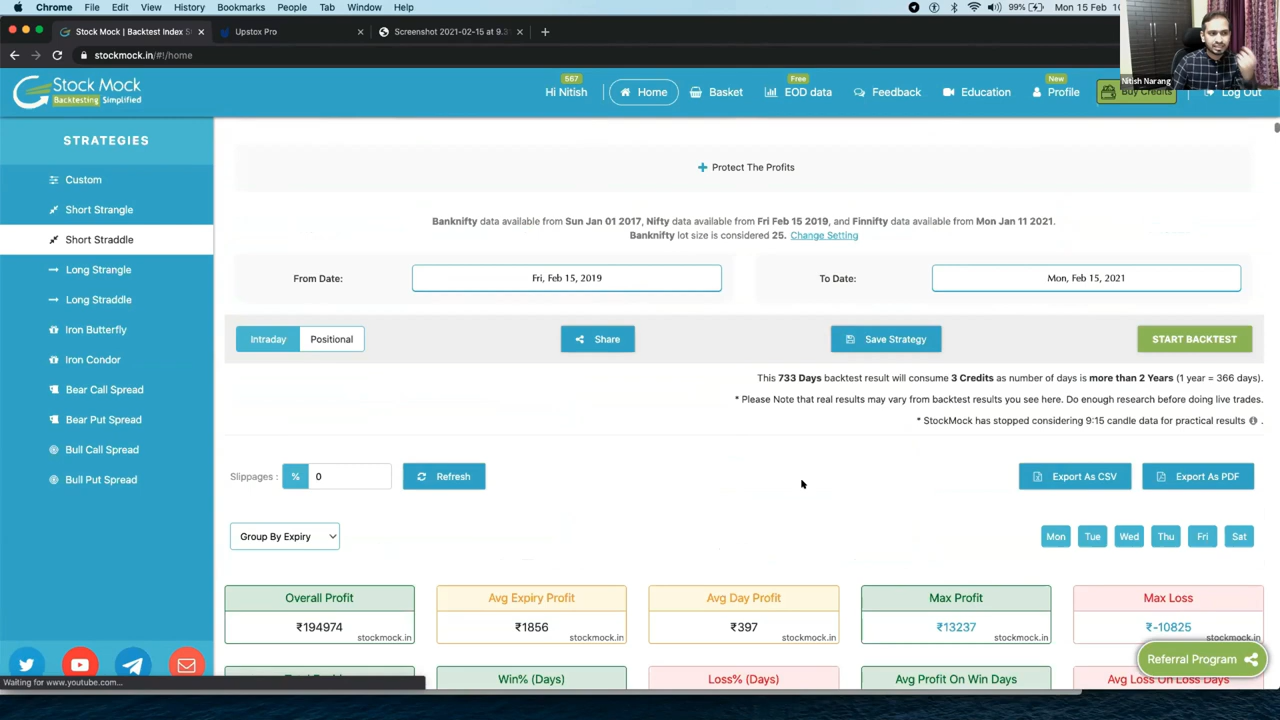 Chrome File Edit View History Bookmarks People Tab Window Help 99% Mon 15 Feb
Stock Mock | Backtest Index S Upstox Pro Screenshot 2021-02-15 at 9.3
stockmock.in/#!/home
Nitish Narang
Stock Mock
Backtesting Simplified
567
Hi Nitish
Home
Basket
Free
EOD data
Feedback
Education
New
Profile
Buy Credits
Log Out
STRATEGIES
Custom
Short Strangle
Short Straddle
Long Strangle
Long Straddle
Iron Butterfly
Iron Condor
Bear Call Spread
Bear Put Spread
Bull Call Spread
Bull Put Spread
Protect The Profits
Banknifty data available from Sun Jan 01 2017, Nifty data available from Fri Feb 15 2019, and Finnifty data available from Mon Jan 11 2021.
Banknifty lot size is considered 25. Change Setting
From Date: Fri, Feb 15, 2019 To Date: Mon, Feb 15, 2021
Intraday Positional Share Save Strategy START BACKTEST
This 733 Days backtest result will consume 3 Credits as number of days is more than 2 Years (1 year = 366 days).
* Please Note that real results may vary from backtest results you see here. Do enough research before doing live trades.
* StockMock has stopped considering 9:15 candle data for practical results .
Slippages : % 0 Refresh Export As CSV Export As PDF
Group By Expiry Mon Tue Wed Thu Fri Sat
Overall Profit Avg Expiry Profit Avg Day Profit Max Profit Max Loss
₹194974 ₹1856 ₹397 ₹13237 ₹-10825
stockmock.in stockmock.in stockmock.in stockmock.in stockmock.in
Referral Program
Win% (Days) Loss% (Days) Avg Profit On Win Days Avg Loss On Loss Days
Waiting for www.youtube.com...